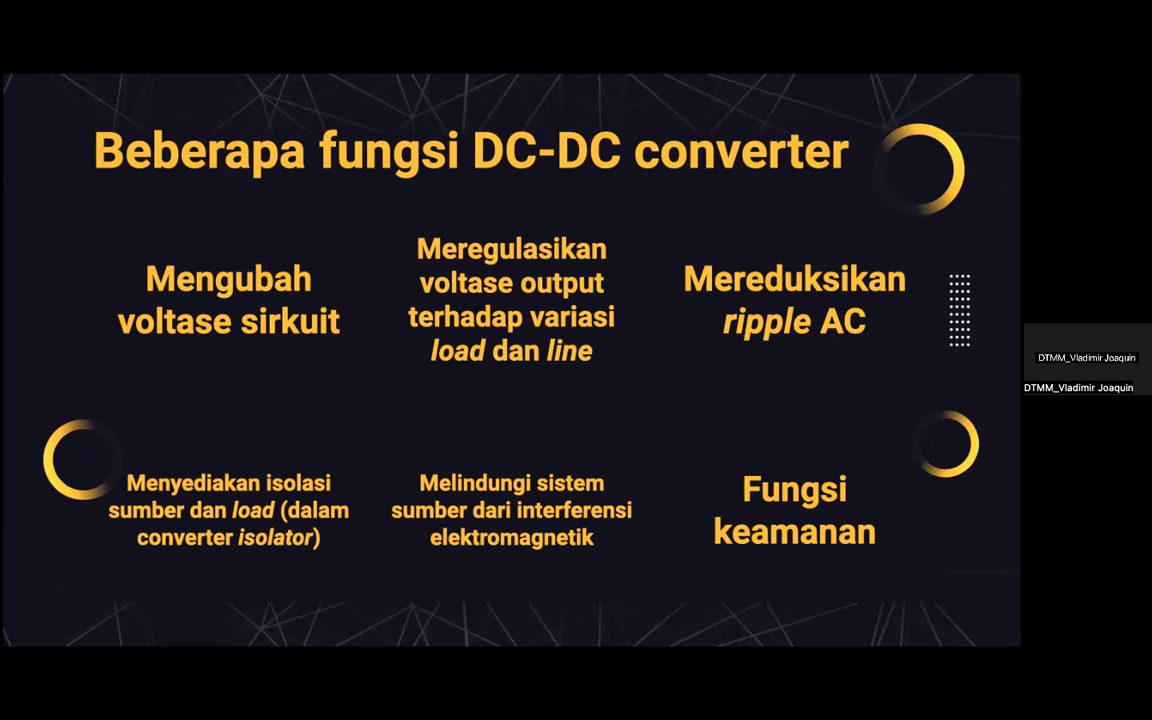 Beberapa fungsi DC-DC converter
Mengubah
voltase sirkuit
Meregulasikan
voltase output
terhadap variasi
load dan line
Mereduksikan
ripple AC
Menyediakan isolasi
sumber dan load (dalam
converter isolator)
Melindungi sistem
sumber dari interferensi
elektromagnetik
Fungsi
keamanan
DTMM_Vladimir Joaquin
DTMM_Vladimir Joaquin